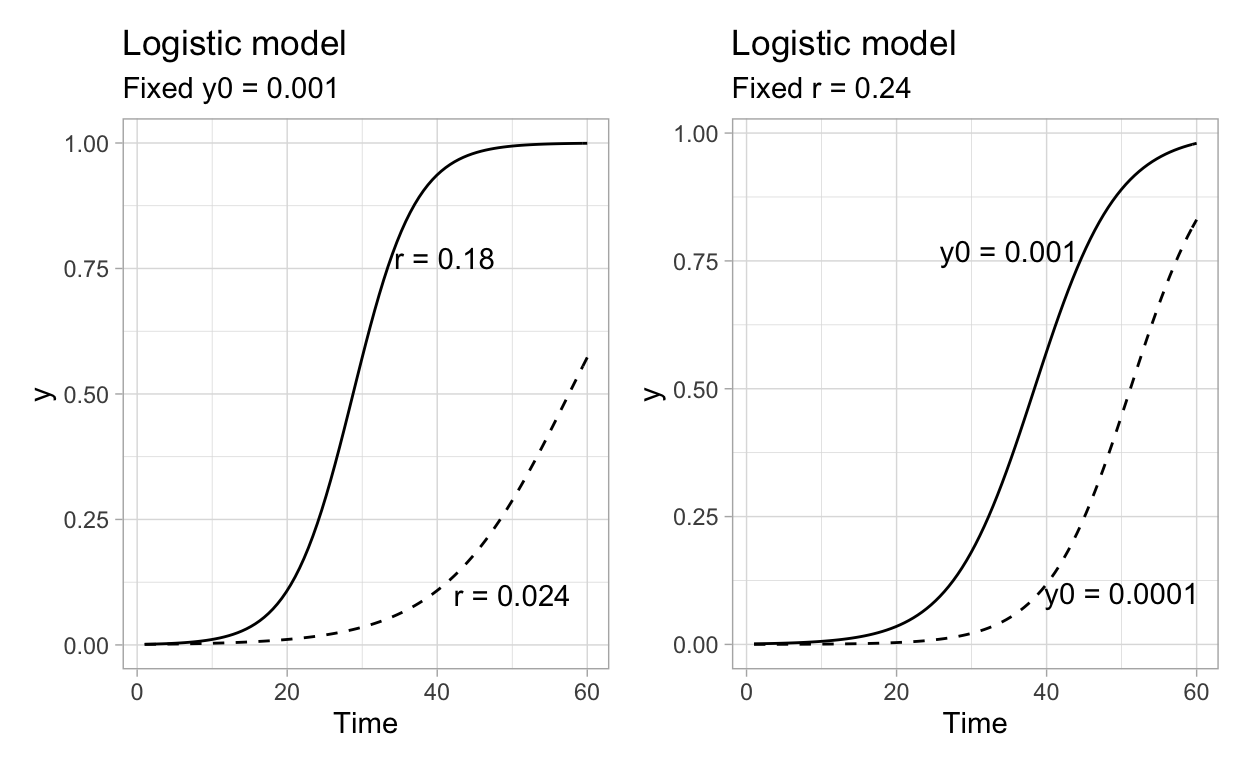 Logistic model
Fixed y0 = 0.001
1.00
0.75
0.50
0.25
0.00
y
r = 0.18
r = 0.024
0 20 40 60
Time
Logistic model
Fixed r = 0.24
1.00
0.75
0.50
0.25
0.00
y
y0 = 0.001
y0 = 0.0001
0 20 40 60
Time